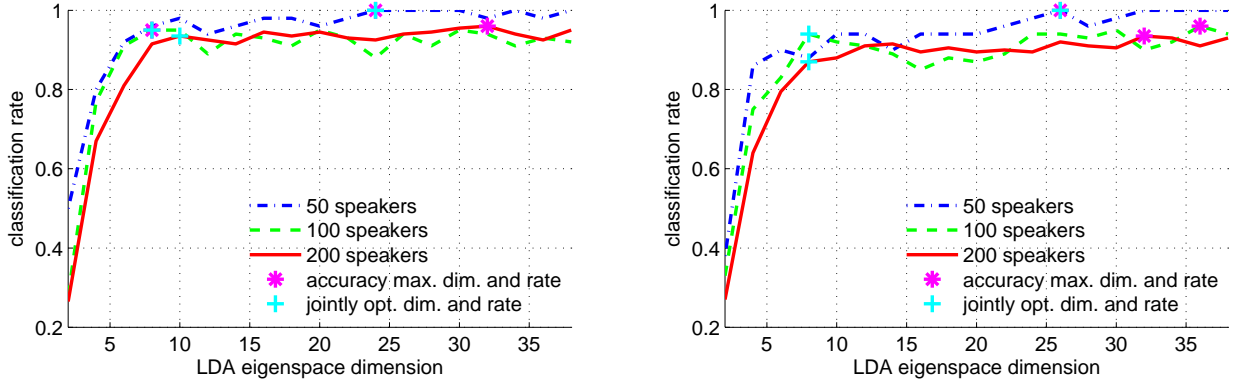 1
0.8
0.6
0.4
0.2
classification rate
5 10 15 20 25 30 35
LDA eigenspace dimension
50 speakers
100 speakers
200 speakers
accuracy max. dim. and rate
jointly opt. dim. and rate
1
0.8
0.6
0.4
0.2
classification rate
5 10 15 20 25 30 35
LDA eigenspace dimension
50 speakers
100 speakers
200 speakers
accuracy max. dim. and rate
jointly opt. dim. and rate